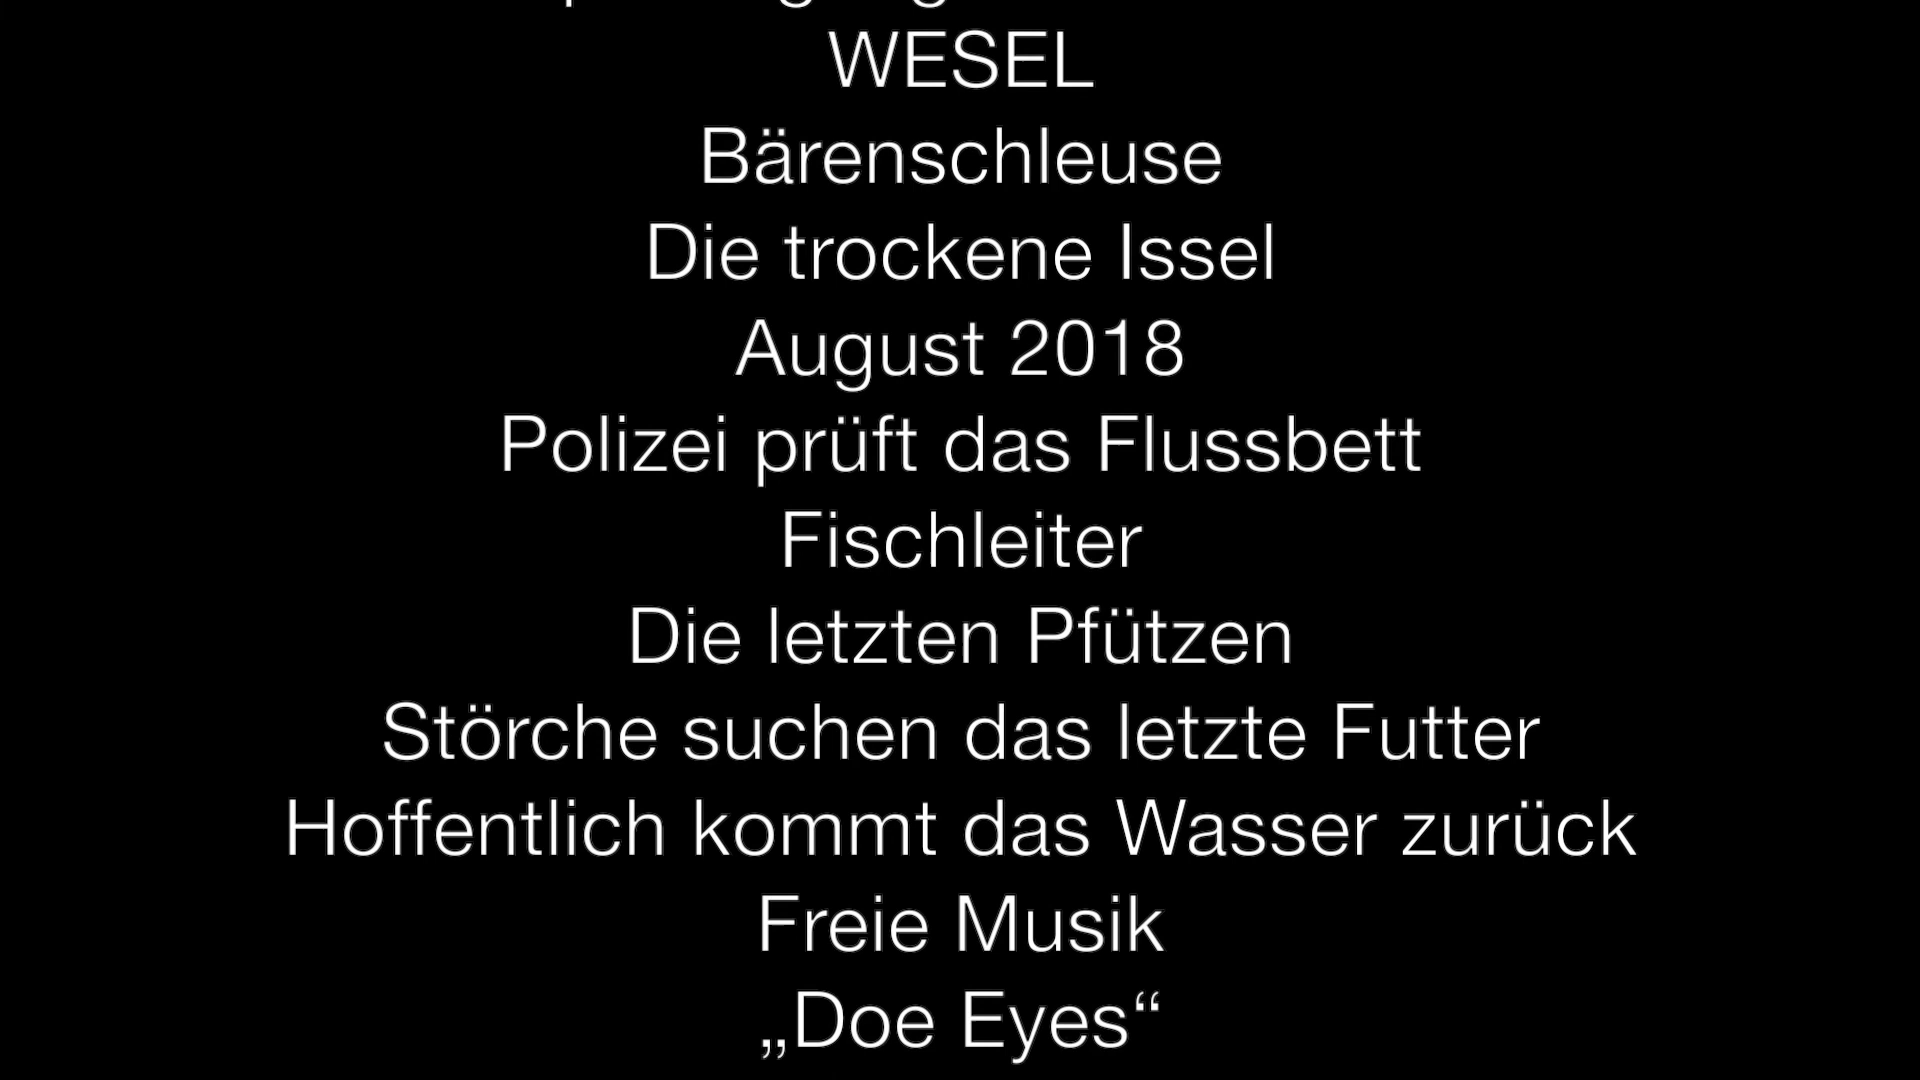 WESEL
Bärenschleuse
Die trockene Issel
August 2018
Polizei prüft das Flussbett
Fischleiter
Die letzten Pfützen
Störche suchen das letzte Futter
Hoffentlich kommt das Wasser zurück
Freie Musik
„Doe Eyes“